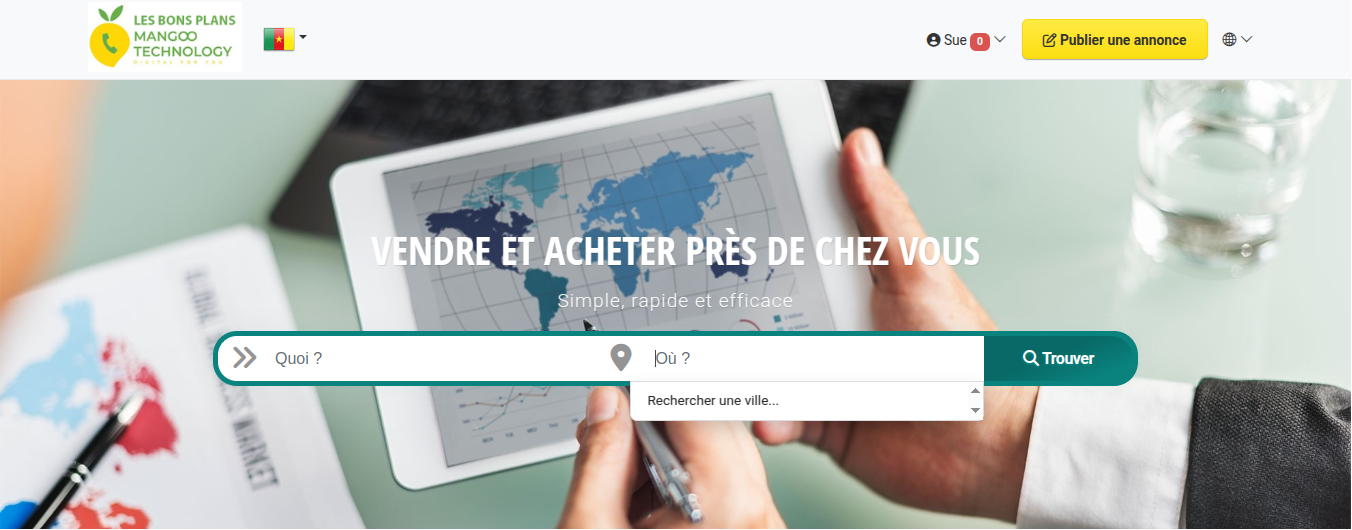 LES BONS PLANS
MANGOO
TECHNOLOGY
DIGITAL FOR YOU
Sue 0
Publier une annonce
VENDRE ET ACHETER PRÈS DE CHEZ VOUS
Simple, rapide et efficace
Quoi ?
Où ?
Trouver
Rechercher une ville...
MARKET